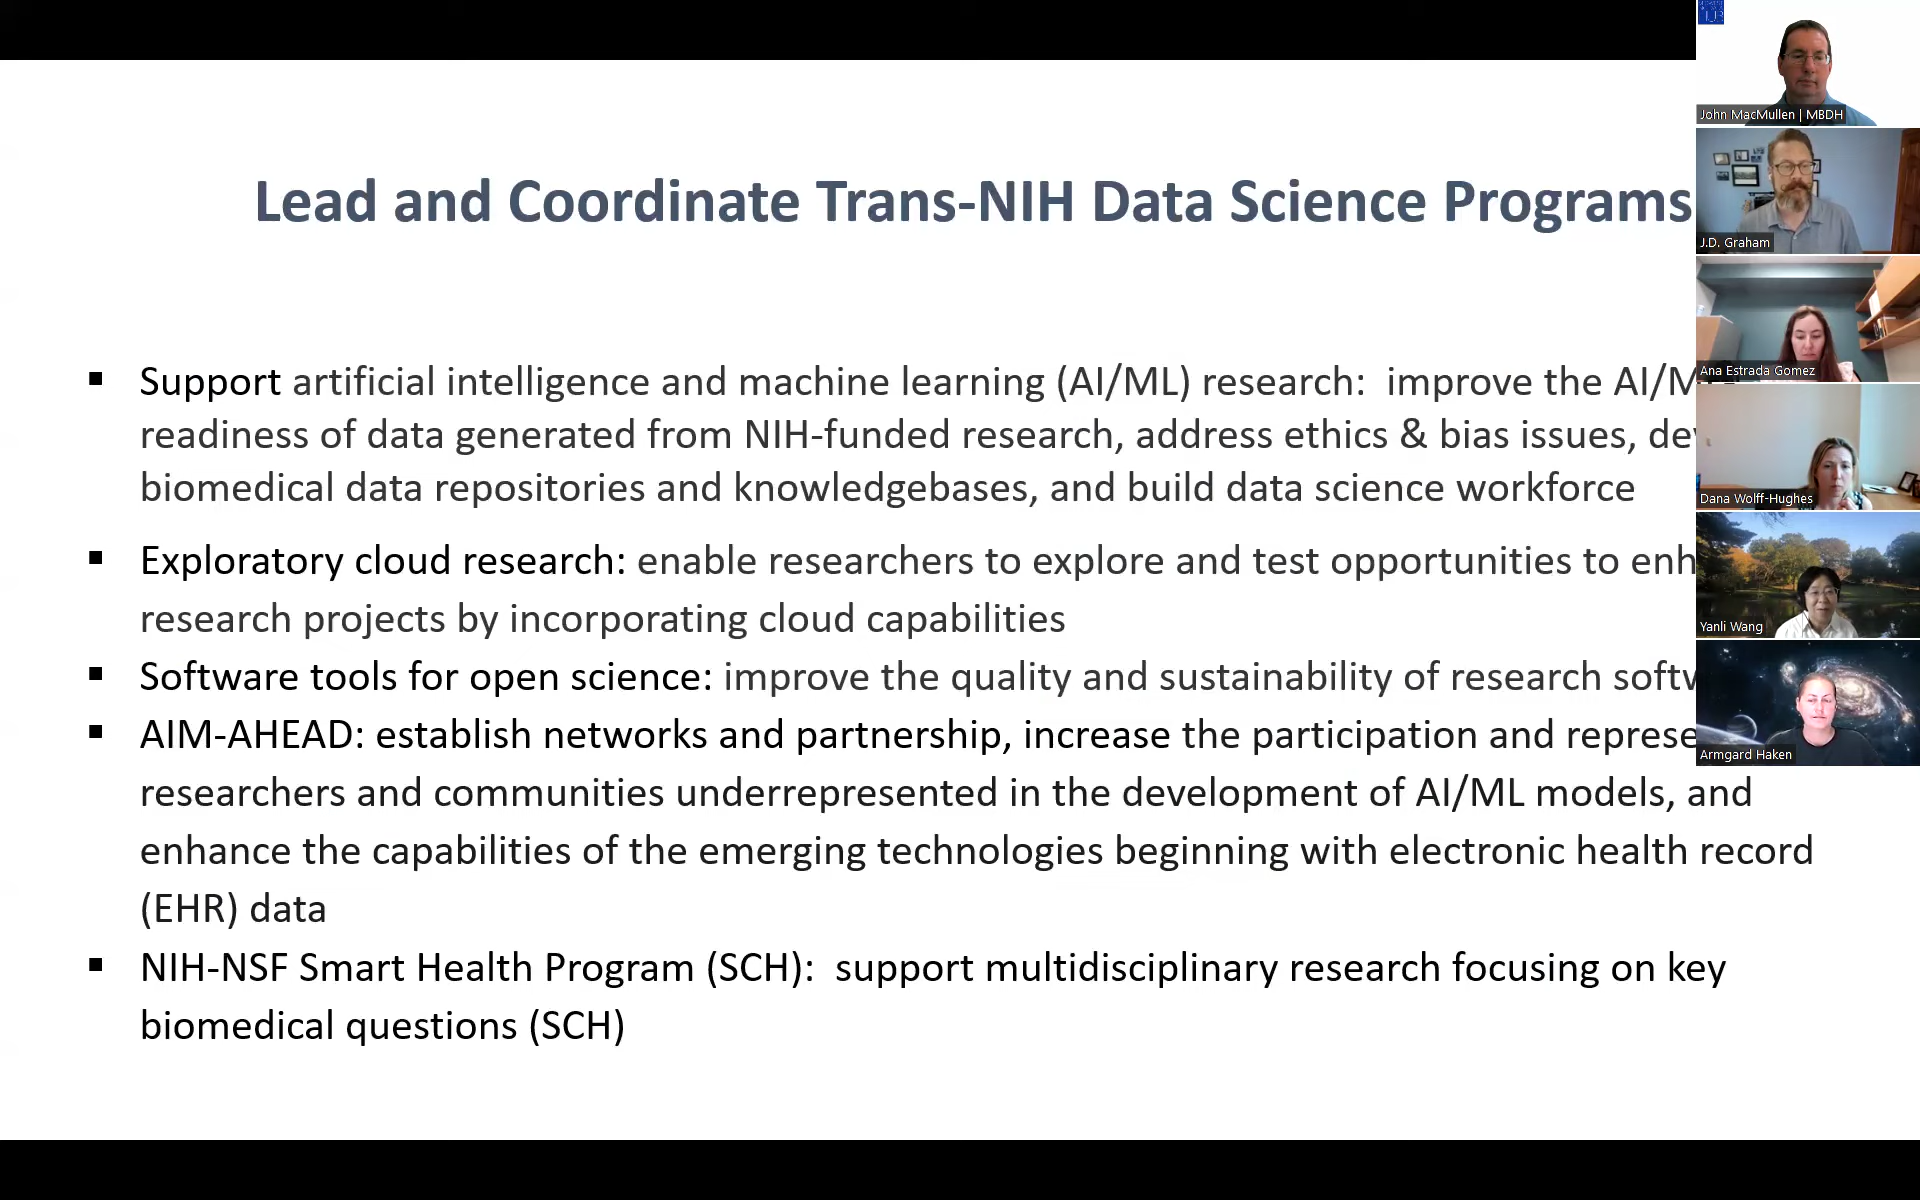 Lead and Coordinate Trans-NIH Data Science Programs
▪ Support artificial intelligence and machine learning (AI/ML) research:  improve the
readiness of data generated from NIH-funded research, address ethics & bias issues,
biomedical data repositories and knowledgebases, and build data science workforce
▪ Exploratory cloud research: enable researchers to explore and test opportunities to
research projects by incorporating cloud capabilities
▪ Software tools for open science: improve the quality and sustainability of research
▪ AIM-AHEAD: establish networks and partnership, increase the participation and
researchers and communities underrepresented in the development of AI/ML models, and
enhance the capabilities of the emerging technologies beginning with electronic health record
(EHR) data
▪ NIH-NSF Smart Health Program (SCH):  support multidisciplinary research focusing on key
biomedical questions (SCH)
John MacMullen | MBDH
J.D. Graham
Ana Estrada Gomez
Dana Wolff-Hughes
Yanli Wang
Armgard Haken